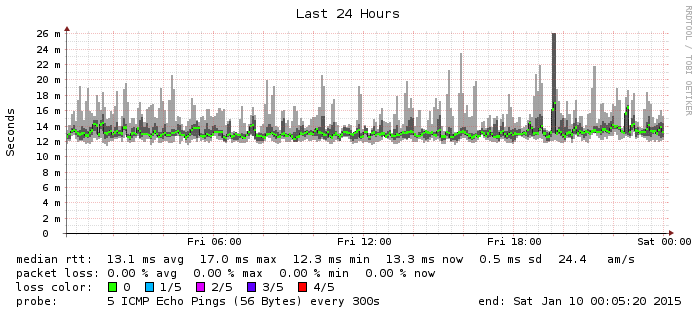 Last 24 Hours
RRDTOOL / TOBI OETIKER
Seconds
26 m
24 m
22 m
20 m
18 m
16 m
14 m
12 m
10 m
8 m
6 m
4 m
2 m
0
Fri 06:00 Fri 12:00 Fri 18:00 Sat 00:00
median rtt: 13.1 ms avg 17.0 ms max 12.3 ms min 13.3 ms now 0.5 ms sd 24.4 am/s
packet loss: 0.00 % avg 0.00 % max 0.00 % min 0.00 % now
loss color: 0 1/5 2/5 3/5 4/5
probe: 5 ICMP Echo Pings (56 Bytes) every 300s end: Sat Jan 10 00:05:20 2015